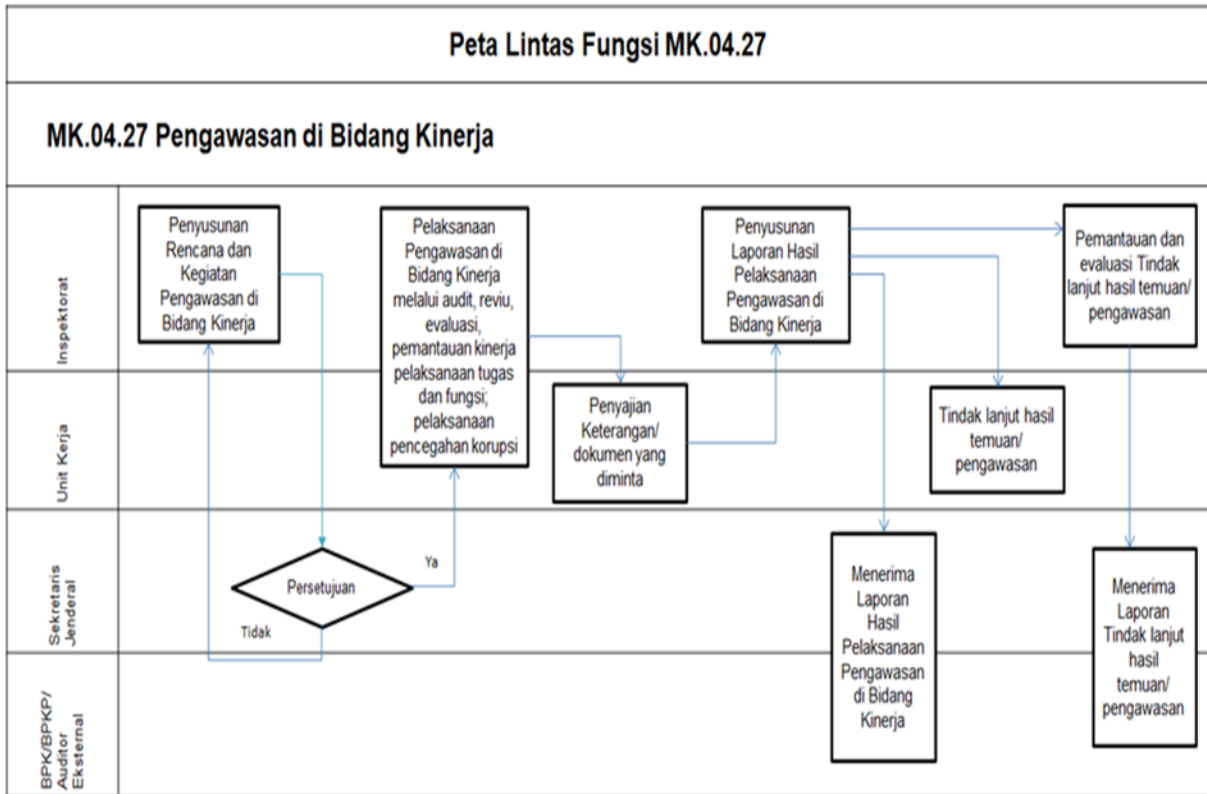 Peta Lintas Fungsi MK.04.27
MK.04.27 Pengawasan di Bidang Kinerja
Inspektorat
Penyusunan
Rencana dan
Kegiatan
Pengawasan di
Bidang Kinerja
Pelaksanaan
Pengawasan di
Bidang Kinerja
melalui audit, reviu,
evaluasi,
pemantauan kinerja
pelaksanaan tugas
dan fungsi;
pelaksanaan
pencegahan korupsi
Penyusunan
Laporan Hasil
Pelaksanaan
Pengawasan di
Bidang Kinerja
Pemantauan dan
evaluasi Tindak
lanjut hasil temuan/
pengawasan
Unit Kerja
Penyajian
Keterangan/
dokumen yang
diminta
Tindak lanjut hasil
temuan/
pengawasan
Sekretaris
Jenderal
Persetujuan
Ya
Tidak
Menerima
Laporan
Hasil
Pelaksanaan
Pengawasan
di Bidang
Kinerja
Menerima
Laporan
Tindak lanjut
hasil
temuan/
pengawasan
BPK/BPKP/
Auditor
Eksternal